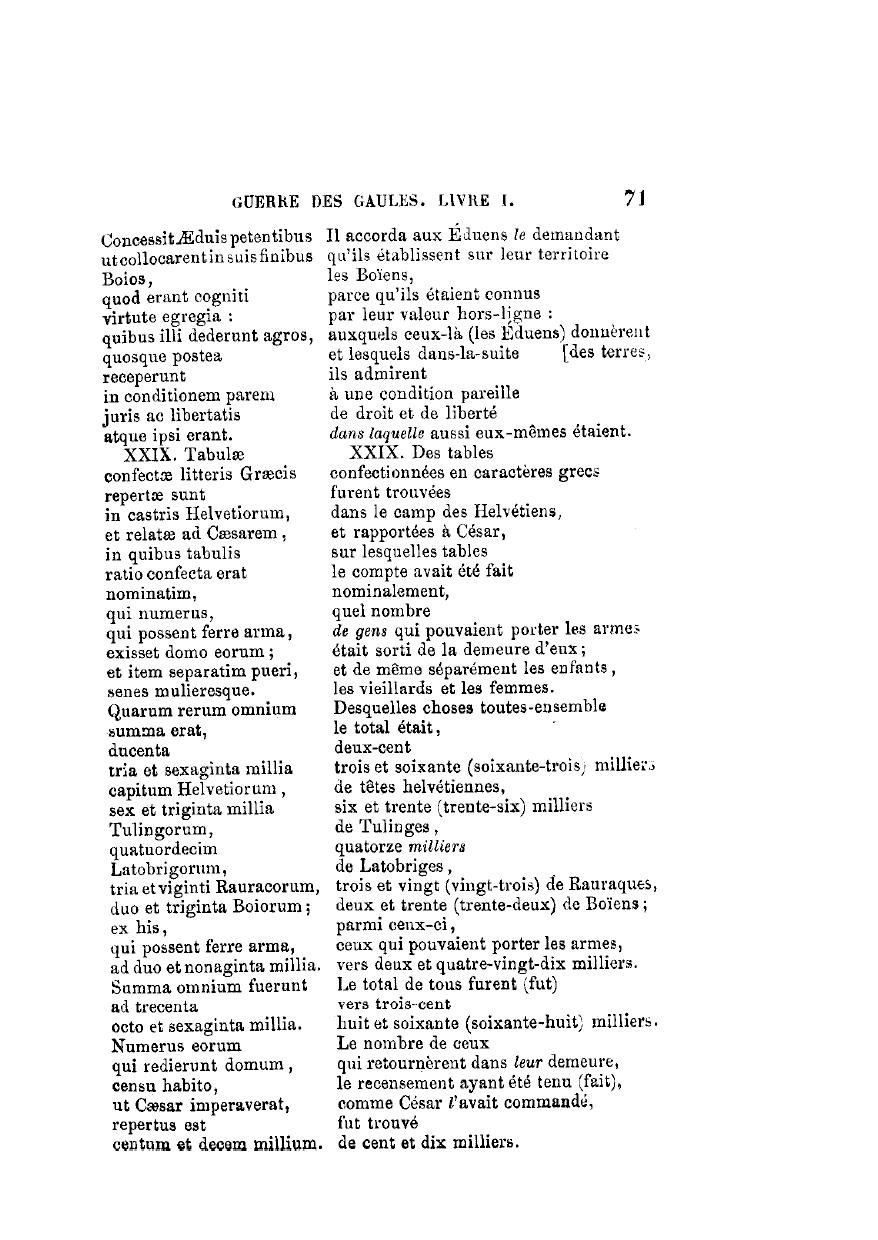 GUERRE DES GAULES. LIVRE I. 71
Concessit Æduis petentibus Il accorda aux Éduens le demandant
ut collocarent in suis finibus qu'ils établissent sur leur territoire
Boios, les Boïens,
quod erant cogniti parce qu'ils étaient connus
virtute egregia : par leur valeur hors-ligne :
quibus illi dederunt agros, auxquels ceux-là (les Éduens) donnèrent
quosque postea et lesquels dans-la-suite [des terres,
receperunt ils admirent
in conditionem parem à une condition pareille
juris ac libertatis de droit et de liberté
atque ipsi erant. dans laquelle aussi eux-mêmes étaient.
XXIX. Tabulæ XXIX. Des tables
confectæ litteris Græcis confectionnées en caractères grecs
repertæ sunt furent trouvées
in castris Helvetiorum, dans le camp des Helvétiens,
et relatæ ad Cæsarem, et rapportées à César,
in quibus tabulis sur lesquelles tables
ratio confecta erat le compte avait été fait
nominatim, nominalement,
qui numerus, quel nombre
qui possent ferre arma, de gens qui pouvaient porter les armes
exisset domo eorum ; était sorti de la demeure d'eux ;
et item separatim pueri, et de même séparément les enfants,
senes mulieresque. les vieillards et les femmes.
Quarum rerum omnium Desquelles choses toutes-ensemble
summa erat, le total était,
ducenta deux-cent
tria et sexaginta millia trois et soixante (soixante-trois) milliers
capitum Helvetiorum, de têtes helvétiennes,
sex et triginta millia six et trente (trente-six) milliers
Tulingorum, de Tulinges,
quatuordecim quatorze milliers
Latobrigorum, de Latobriges,
tria et viginti Rauracorum, trois et vingt (vingt-trois) de Rauraques,
duo et triginta Boiorum ; deux et trente (trente-deux) de Boïens ;
ex his, parmi ceux-ci,
qui possent ferre arma, ceux qui pouvaient porter les armes,
ad duo et nonaginta millia. vers deux et quatre-vingt-dix milliers.
Summa omnium fuerunt Le total de tous furent (fut)
ad trecenta vers trois-cent
octo et sexaginta millia. huit et soixante (soixante-huit) milliers.
Numerus eorum Le nombre de ceux
qui redierunt domum, qui retournèrent dans leur demeure,
censu habito, le recensement ayant été tenu (fait),
ut Cæsar imperaverat, comme César l'avait commandé,
repertus est fut trouvé
centum et decem millium. de cent et dix milliers.